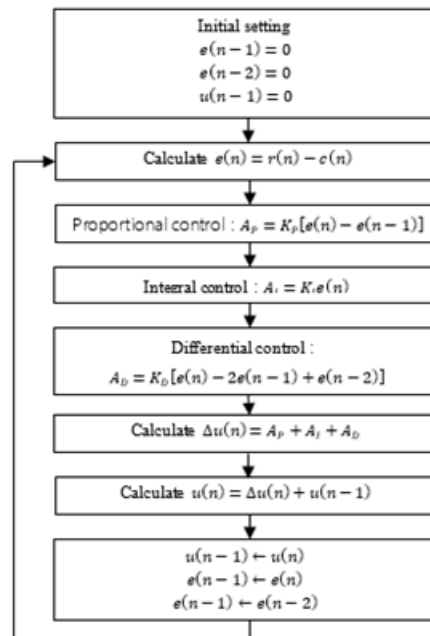 Initial setting
e(n−1)=0
e(n−2)=0
u(n−1)=0
Calculate e(n)=r(n)−c(n)
Proportional control : A_P=K_P[e(n)−e(n−1)]
Integral control : A_I=K_I e(n)
Differential control :
A_D=K_D[e(n)−2e(n−1)+e(n−2)]
Calculate Δu(n)=A_P+A_I+A_D
Calculate u(n)=Δu(n)+u(n−1)
u(n−1)←u(n)
e(n−1)←e(n)
e(n−1)←e(n−2)